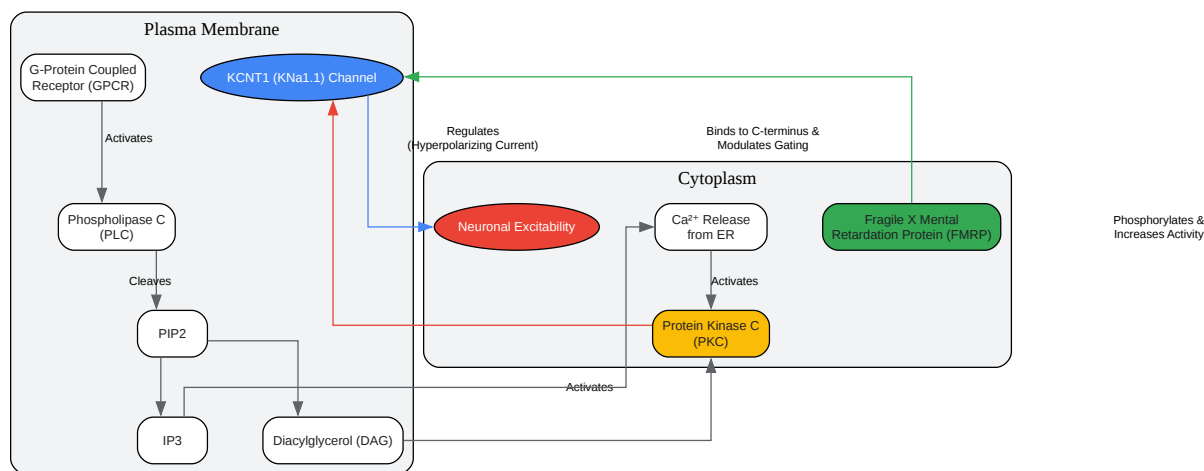 Plasma Membrane
G-Protein Coupled
Receptor (GPCR)
KCNT1 (KNa1.1) Channel
Activates
Regulates
(Hyperpolarizing Current)
Binds to C-terminus &
Modulates Gating
Cytoplasm
Phospholipase C
(PLC)
Neuronal Excitability
Ca²⁺ Release
from ER
Fragile X Mental
Retardation Protein (FMRP)
Phosphorylates &
Increases Activity
Cleaves
Activates
PIP2
Protein Kinase C
(PKC)
Activates
IP3
Diacylglycerol (DAG)